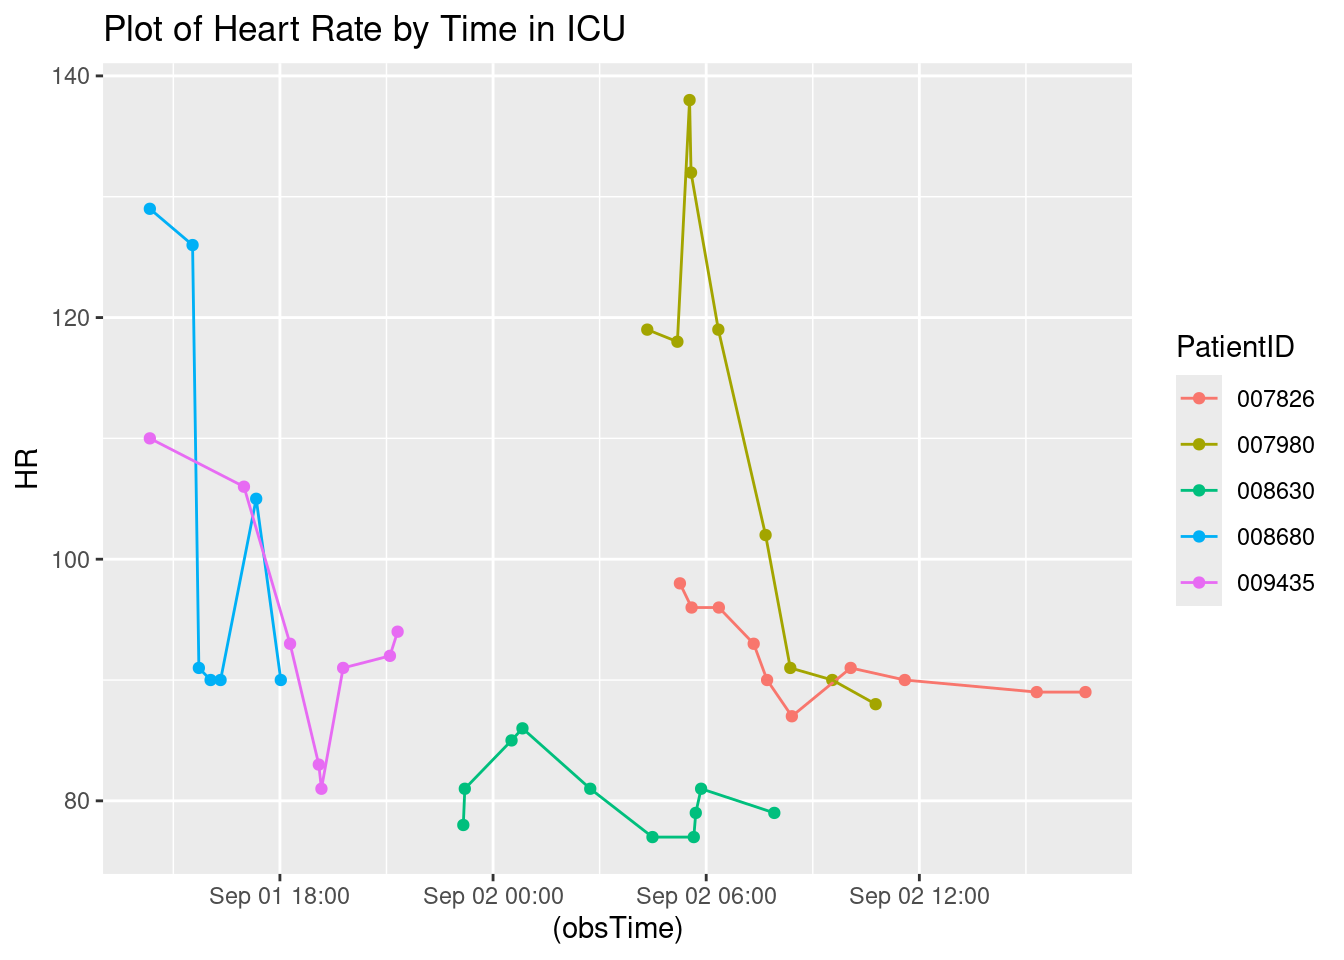 Plot of Heart Rate by Time in ICU
140
120
100
80
HR
Sep 01 18:00 Sep 02 00:00 Sep 02 06:00 Sep 02 12:00
(obsTime)
PatientID
007826
007980
008630
008680
009435